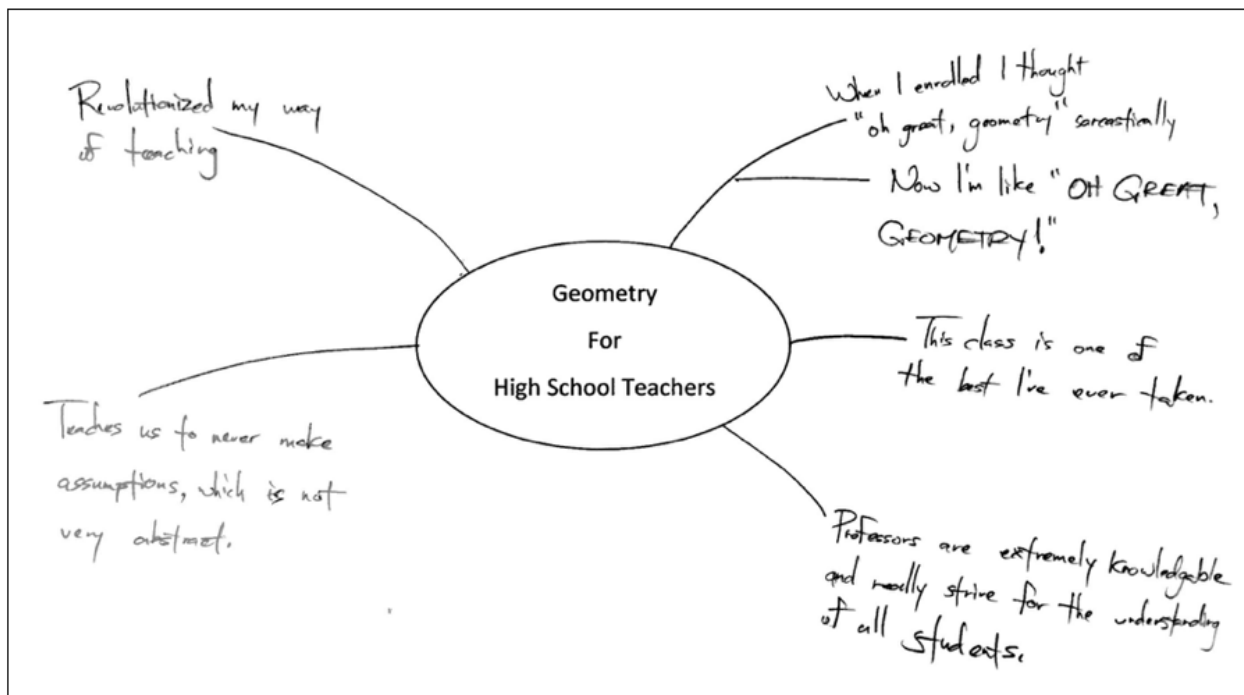 Revolutionized my way
of teaching
When I enrolled I thought
"oh great, geometry" sarcastically
Now I'm like "OH GREAT,
GEOMETRY!"
Geometry
For
High School Teachers
This class is one of
the best I've ever taken.
Teaches us to never make
assumptions, which is not
very abstract.
Professors are extremely knowledgable
and really strive for the understanding
of all students.